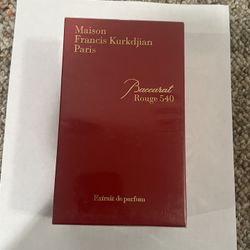 Maison
Francis Kurkdjian
Paris
Baccarat
Rouge 540
Extrait de parfum